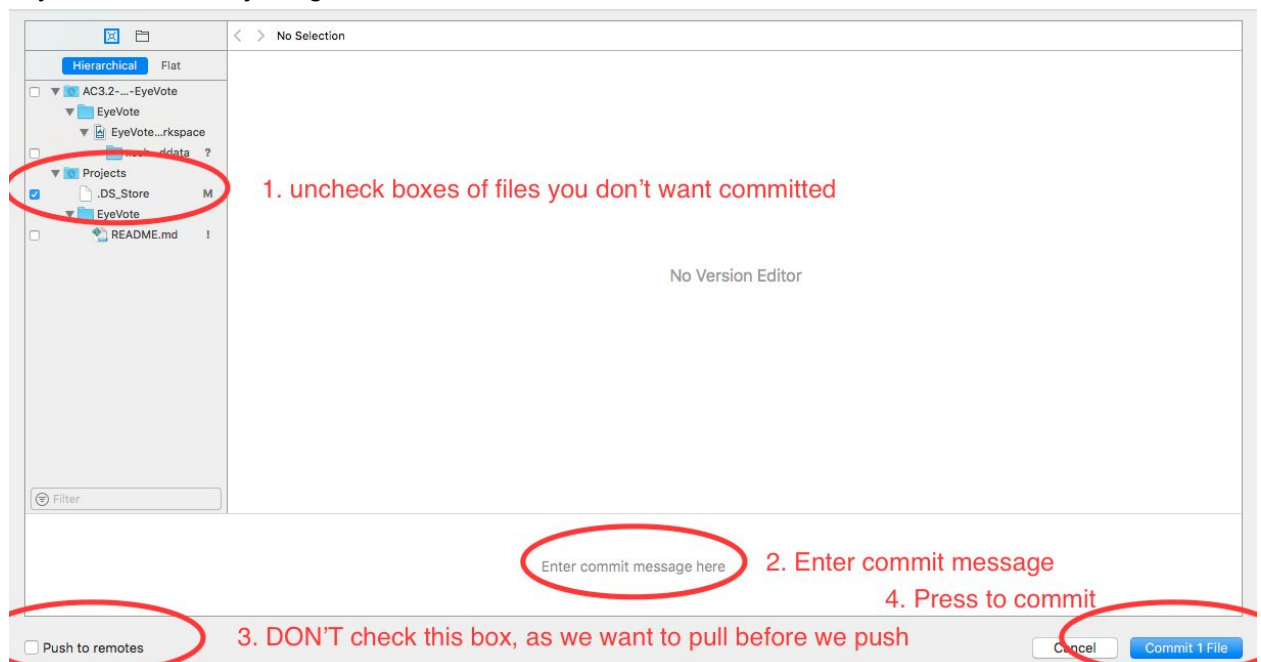 No Selection
Hierarchical Flat
AC3.2-...-EyeVote
EyeVote
EyeVote...rkspace
ddata ?
Projects
.DS_Store M
1. uncheck boxes of files you don't want committed
EyeVote
README.md !
No Version Editor
Filter
Enter commit message here
2. Enter commit message
4. Press to commit
Push to remotes
3. DON'T check this box, as we want to pull before we push
Cancel
Commit 1 File